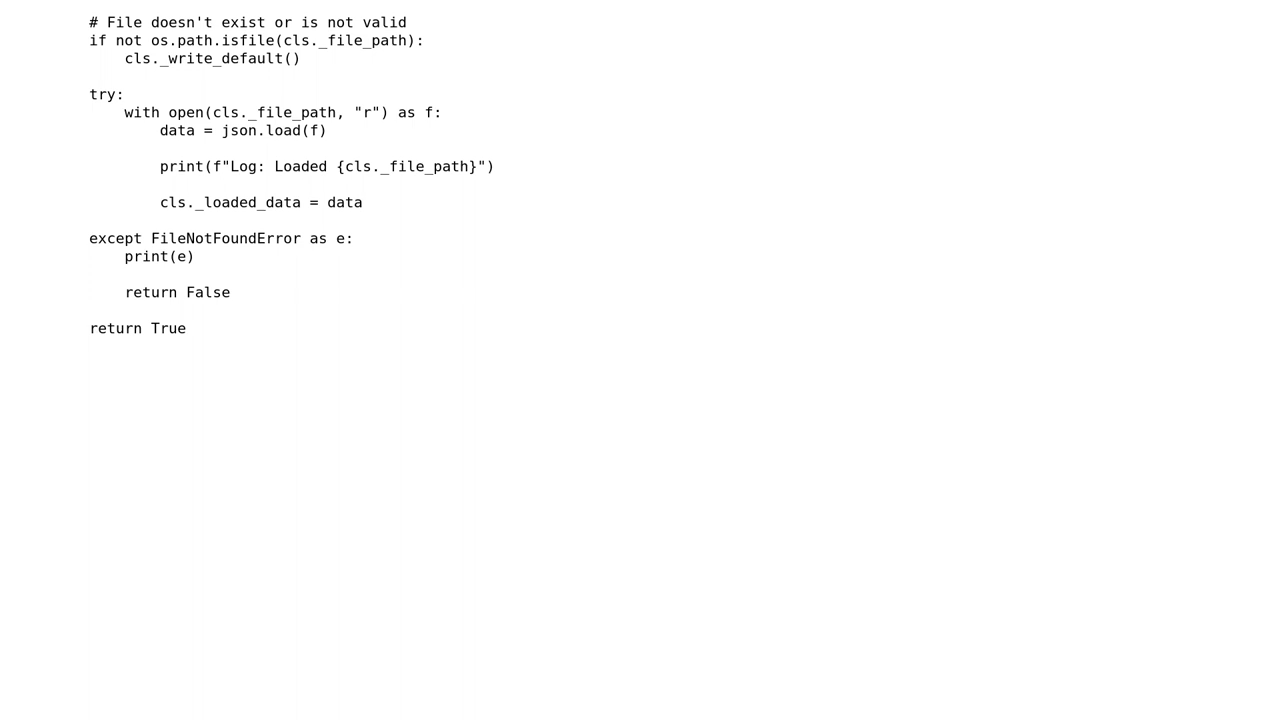 # File doesn't exist or is not valid
if not os.path.isfile(cls._file_path):
    cls._write_default()

try:
    with open(cls._file_path, "r") as f:
        data = json.load(f)

        print(f"Log: Loaded {cls._file_path}")

        cls._loaded_data = data

except FileNotFoundError as e:
    print(e)

    return False

return True